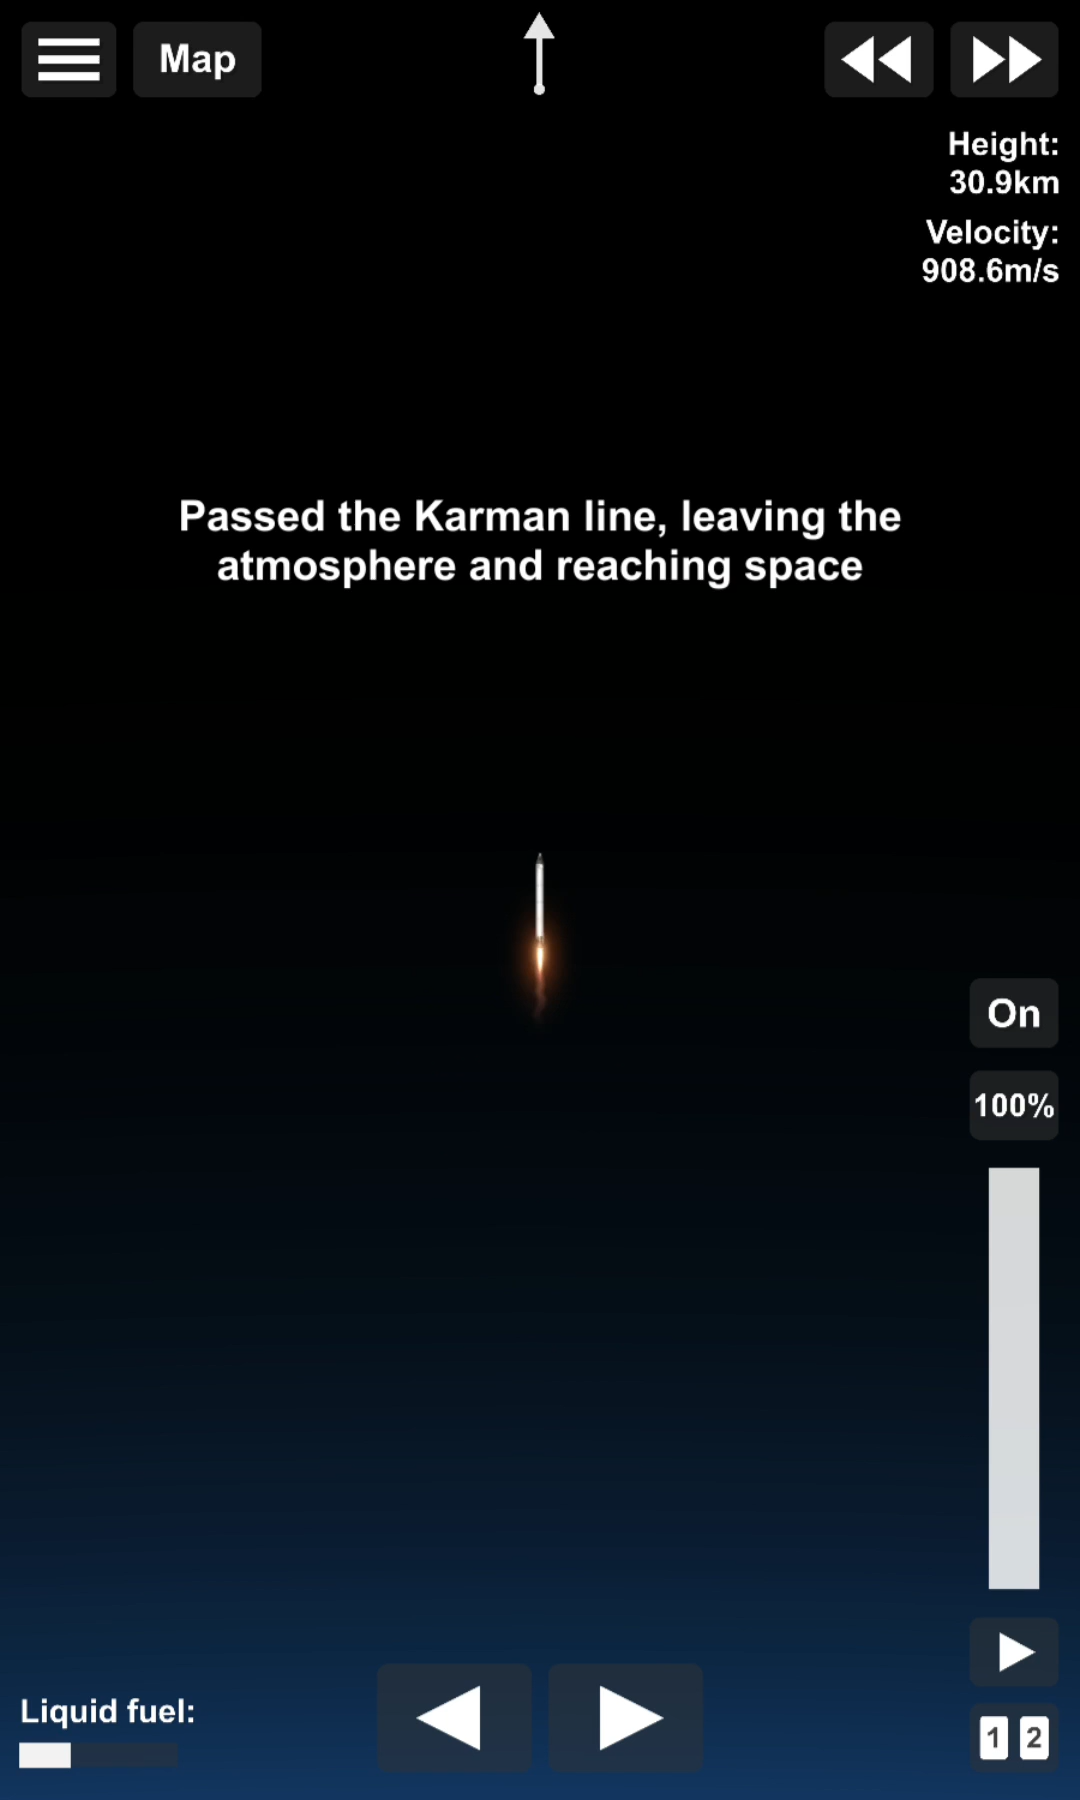 Map
Height:
30.9km
Velocity:
908.6m/s
Passed the Karman line, leaving the
atmosphere and reaching space
On
100%
Liquid fuel:
1 2